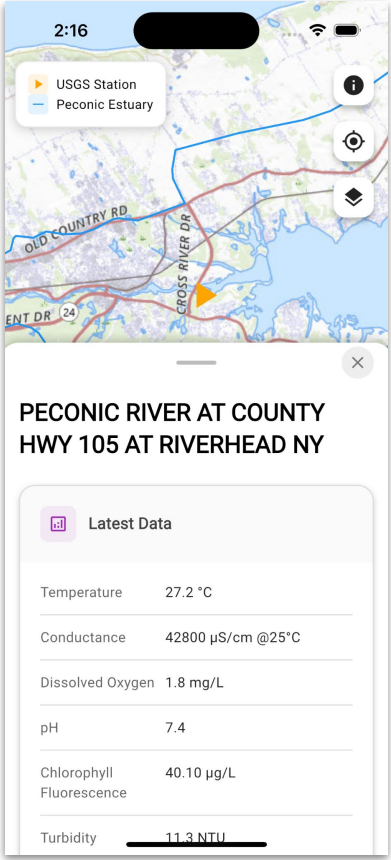 2:16
USGS Station
Peconic Estuary
OLD COUNTRY RD
CROSS RIVER DR
ENT DR
24
PECONIC RIVER AT COUNTY
HWY 105 AT RIVERHEAD NY
Latest Data
Temperature 27.2 °C
Conductance 42800 µS/cm @25°C
Dissolved Oxygen 1.8 mg/L
pH 7.4
Chlorophyll 40.10 µg/L
Fluorescence
Turbidity 11.3 NTU